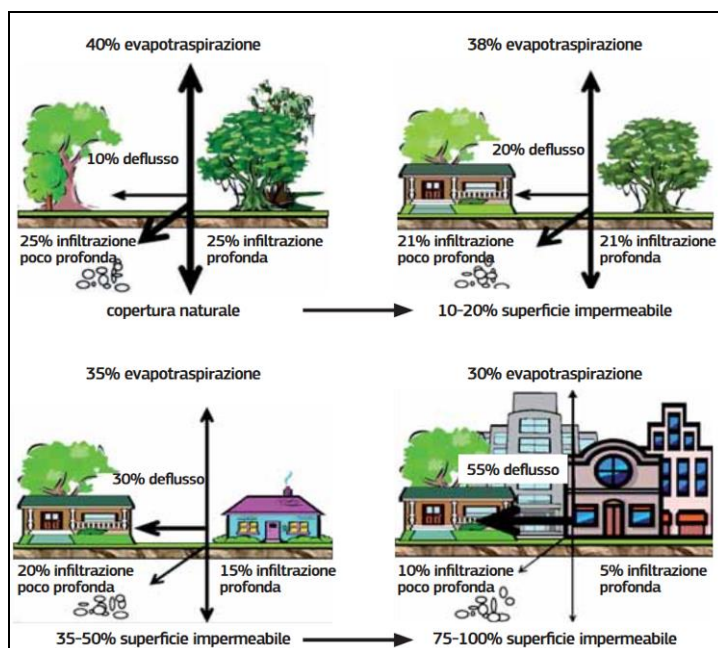 40% evapotraspirazione
10% deflusso
25% infiltrazione
poco profonda
25% infiltrazione
profonda
copertura naturale
38% evapotraspirazione
20% deflusso
21% infiltrazione
poco profonda
21% infiltrazione
profonda
10-20% superficie impermeabile
35% evapotraspirazione
30% deflusso
20% infiltrazione
poco profonda
15% infiltrazione
profonda
35-50% superficie impermeabile
30% evapotraspirazione
55% deflusso
10% infiltrazione
poco profonda
5% infiltrazione
profonda
75-100% superficie impermeabile